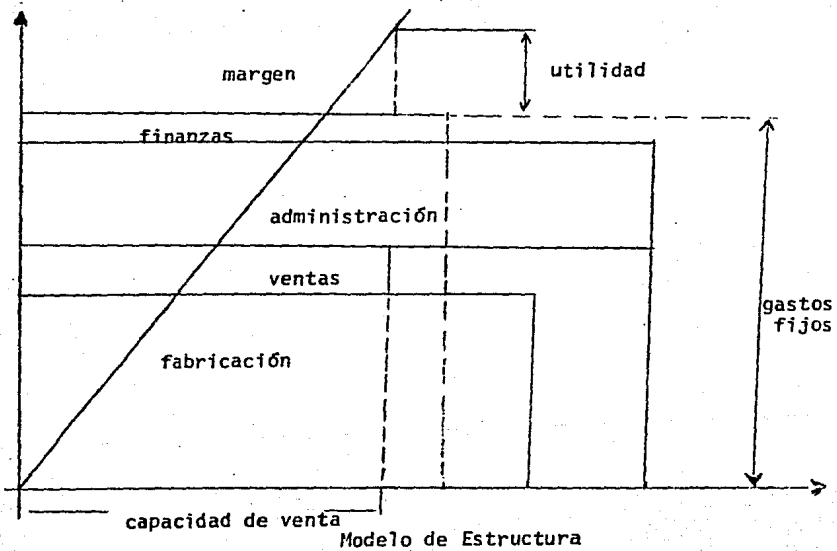 margen
utilidad
finanzas
administración
ventas
gastos
fijos
fabricación
capacidad de venta
Modelo de Estructura